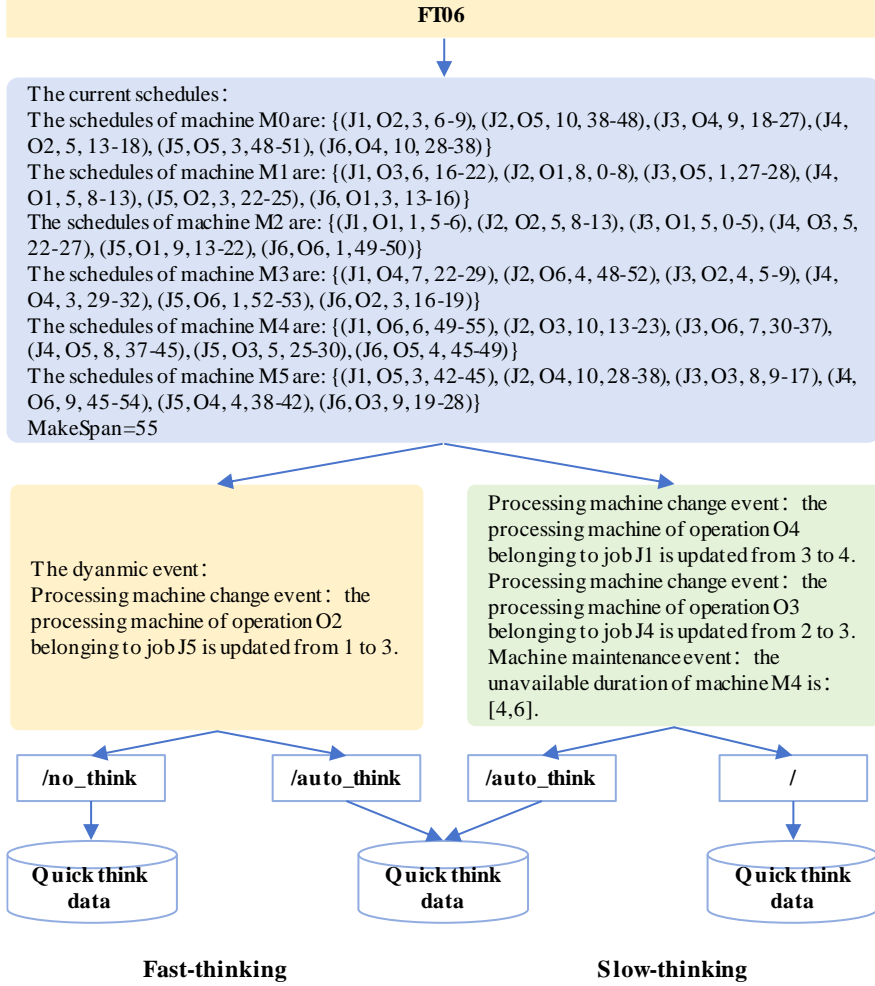 FT06
The current schedules：
The schedules of machine M0 are: {(J1, O2, 3, 6-9), (J2, O5, 10, 38-48), (J3, O4, 9, 18-27), (J4,
O2, 5, 13-18), (J5, O5, 3, 48-51), (J6, O4, 10, 28-38)}
The schedules of machine M1 are: {(J1, O3, 6, 16-22), (J2, O1, 8, 0-8), (J3, O5, 1, 27-28), (J4,
O1, 5, 8-13), (J5, O2, 3, 22-25), (J6, O1, 3, 13-16)}
The schedules of machine M2 are: {(J1, O1, 1, 5-6), (J2, O2, 5, 8-13), (J3, O1, 5, 0-5), (J4, O3, 5,
22-27), (J5, O1, 9, 13-22), (J6, O6, 1, 49-50)}
The schedules of machine M3 are: {(J1, O4, 7, 22-29), (J2, O6, 4, 48-52), (J3, O2, 4, 5-9), (J4,
O4, 3, 29-32), (J5, O6, 1, 52-53), (J6, O2, 3, 16-19)}
The schedules of machine M4 are: {(J1, O6, 6, 49-55), (J2, O3, 10, 13-23), (J3, O6, 7, 30-37),
(J4, O5, 8, 37-45), (J5, O3, 5, 25-30), (J6, O5, 4, 45-49)}
The schedules of machine M5 are: {(J1, O5, 3, 42-45), (J2, O4, 10, 28-38), (J3, O3, 8, 9-17), (J4,
O6, 9, 45-54), (J5, O4, 4, 38-42), (J6, O3, 9, 19-28)}
MakeSpan=55
The dyanmic event：
Processing machine change event：the
processing machine of operation O2
belonging to job J5 is updated from 1 to 3.
Processing machine change event：the
processing machine of operation O4
belonging to job J1 is updated from 3 to 4.
Processing machine change event：the
processing machine of operation O3
belonging to job J4 is updated from 2 to 3.
Machine maintenance event：the
unavailable duration of machine M4 is：
[4,6].
/no_think
/auto_think
/auto_think
/
Quick think
data
Quick think
data
Quick think
data
Fast-thinking
Slow-thinking